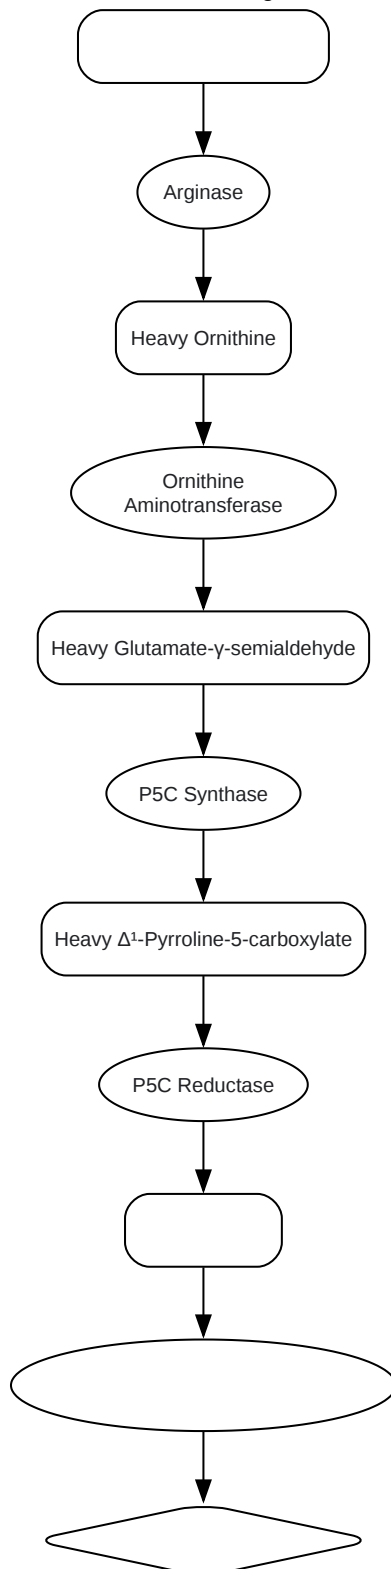 Arginase
Heavy Ornithine
Ornithine
Aminotransferase
Heavy Glutamate-γ-semialdehyde
P5C Synthase
Heavy Δ¹-Pyrroline-5-carboxylate
P5C Reductase